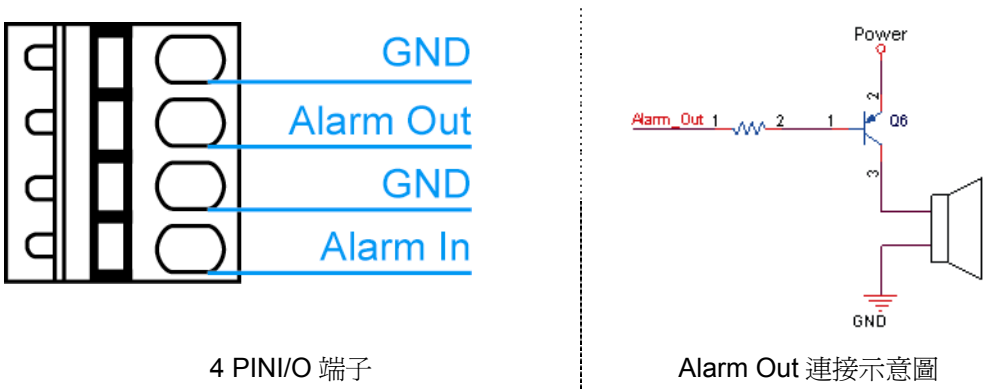 GND
Alarm Out
GND
Alarm In
4 PINI/O 端子
Power
2
Alarm_Out 1 2 1 Q6
3
GND
Alarm Out 連接示意圖